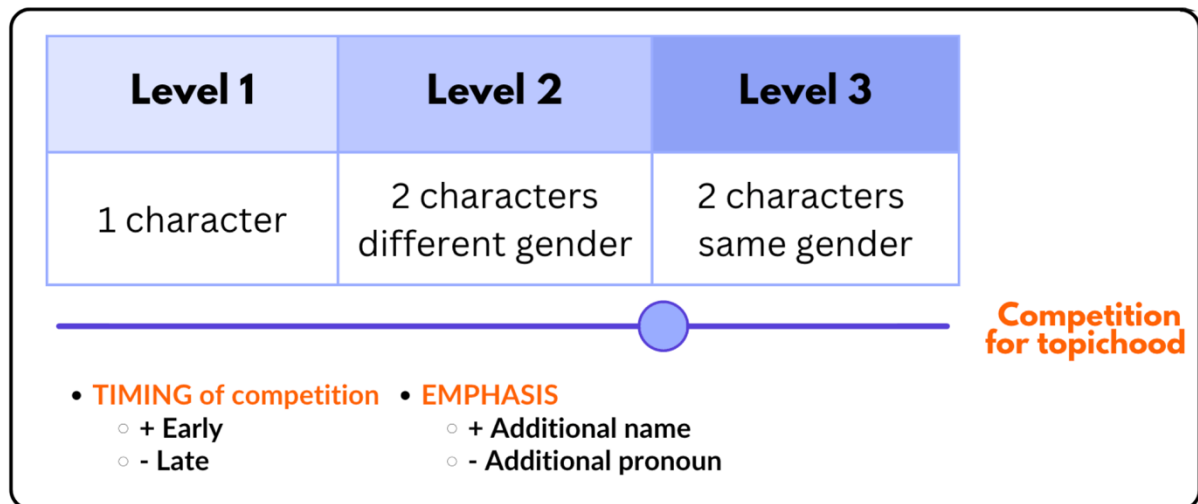 Level 1
Level 2
Level 3
1 character
2 characters
different gender
2 characters
same gender
Competition
for topichood
• TIMING of competition
○ + Early
○ - Late
• EMPHASIS
○ + Additional name
○ - Additional pronoun